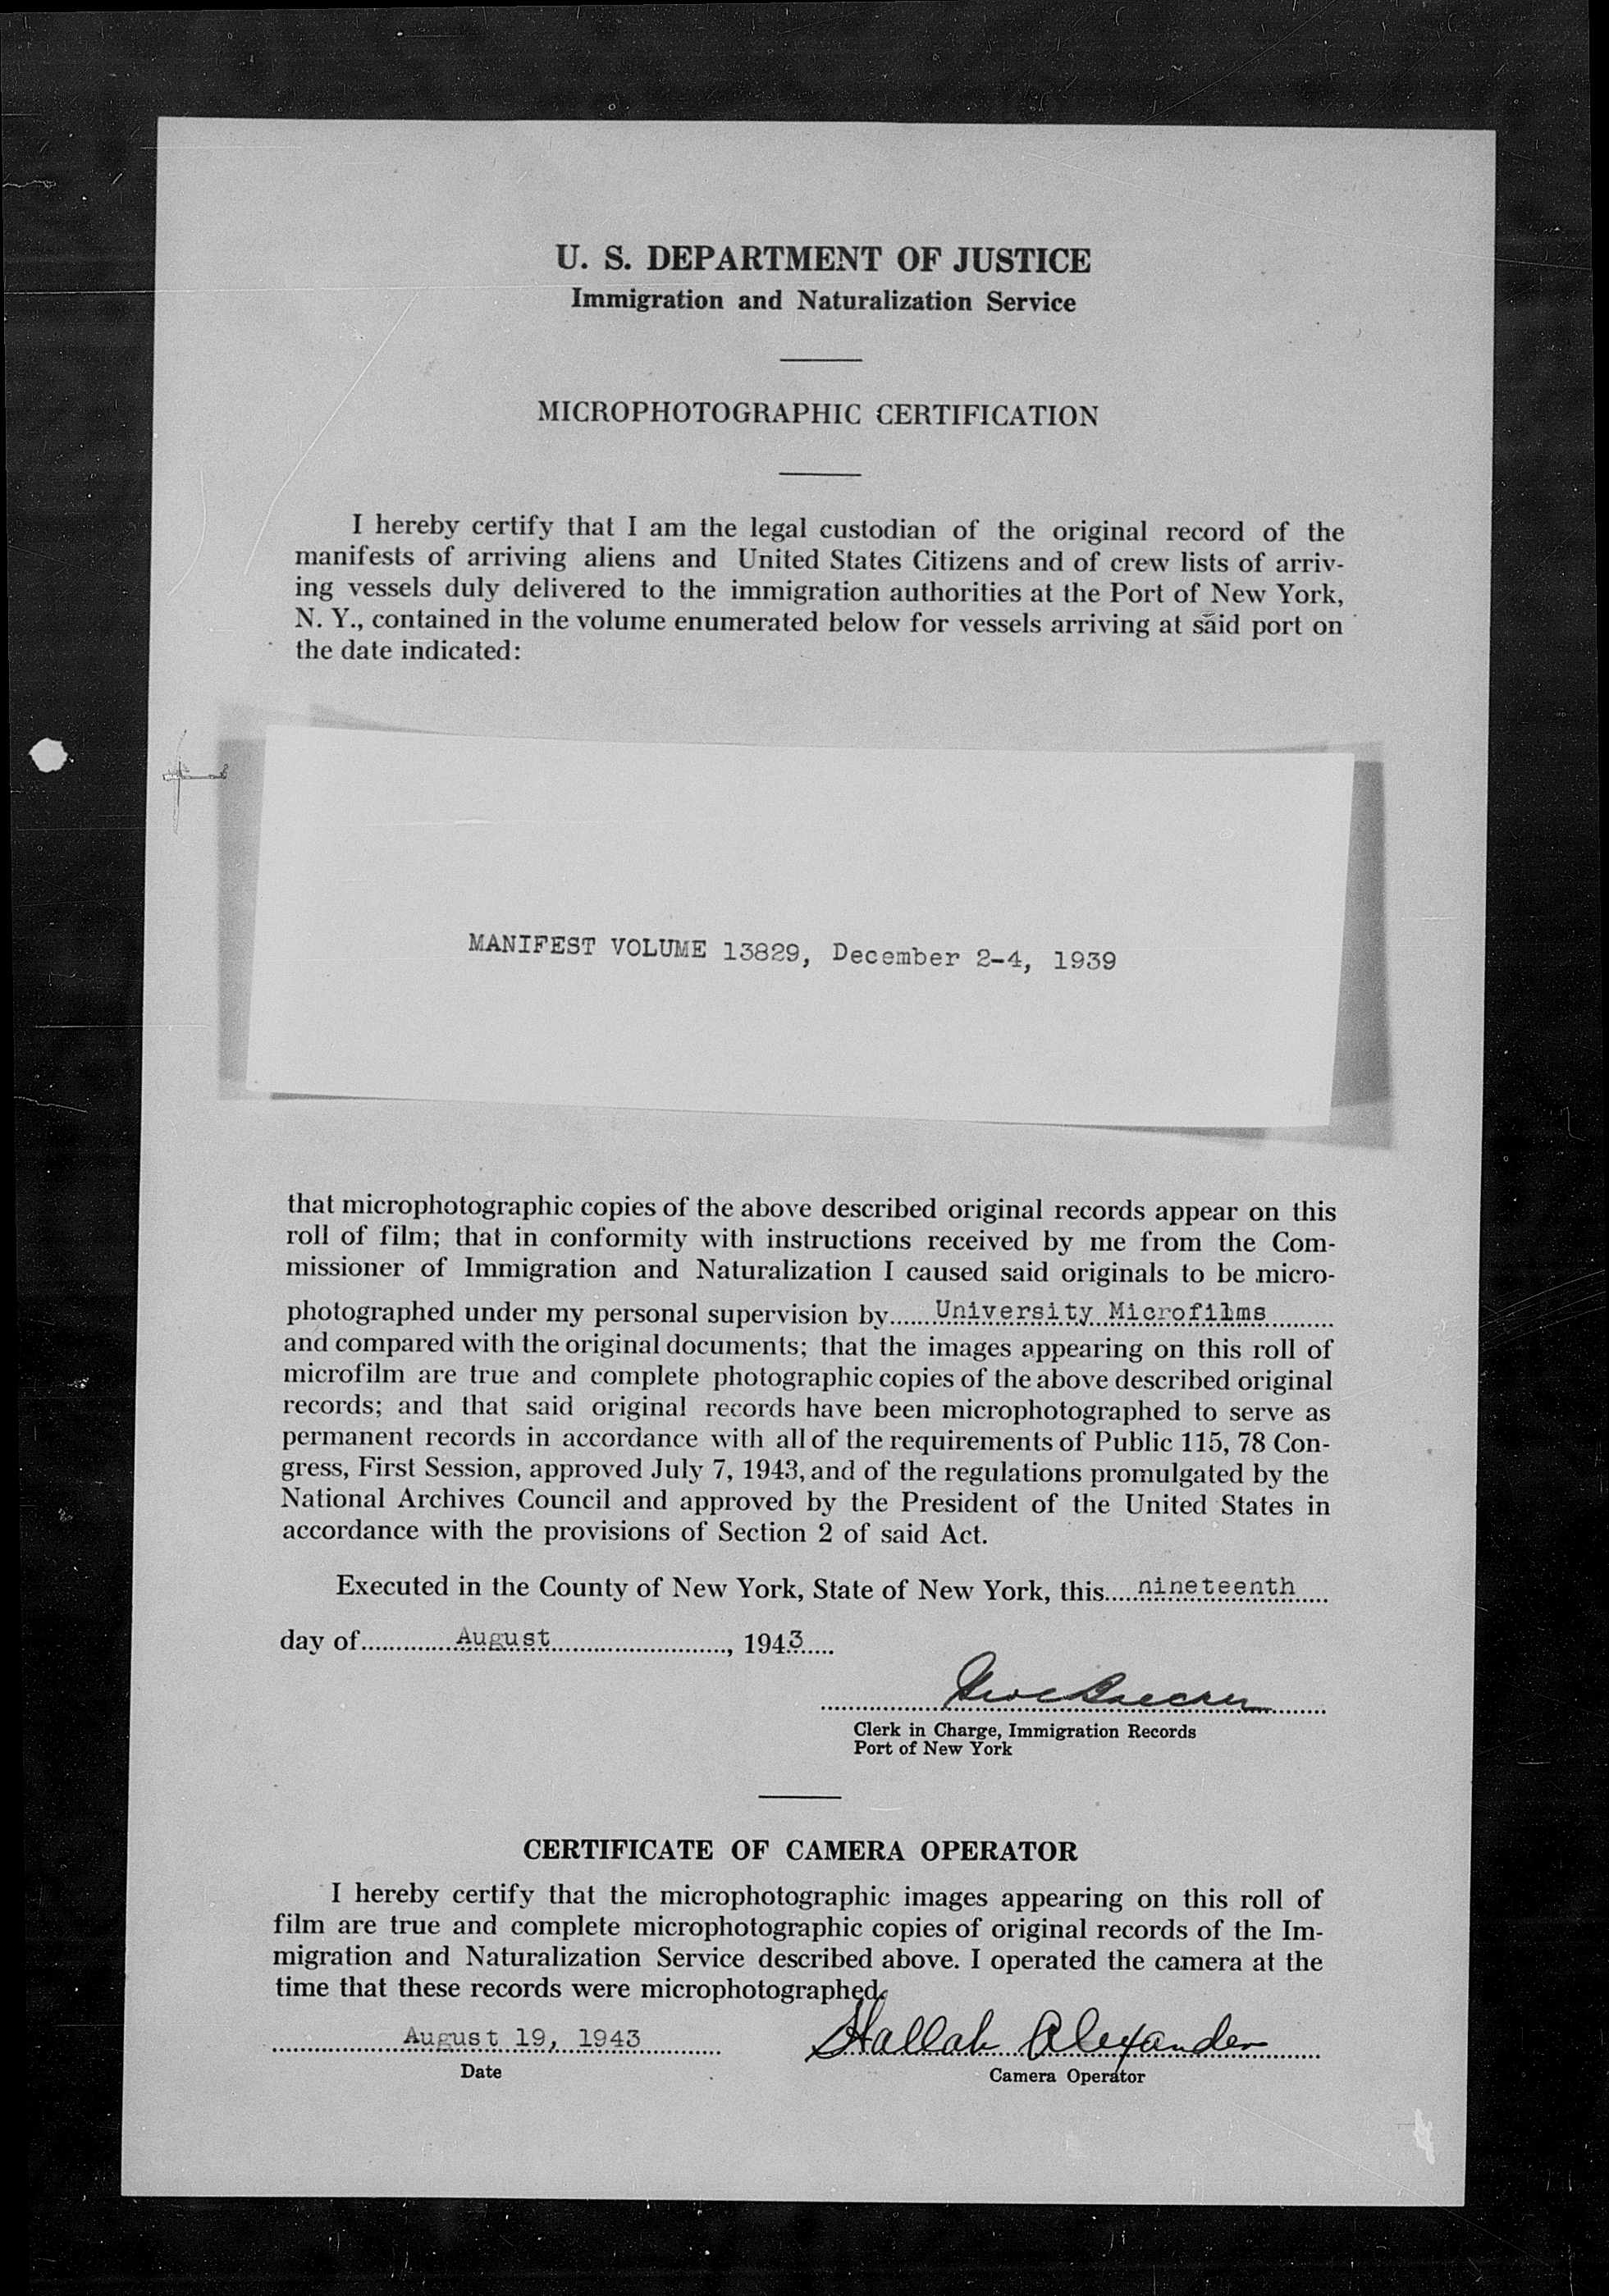 U. S. DEPARTMENT OF JUSTICE
Immigration and Naturalization Service
MICROPHOTOGRAPHIC CERTIFICATION
I hereby certify that I am the legal custodian of the original record of the
manifests of arriving aliens and United States Citizens and of crew lists of arriv-
ing vessels duly delivered to the immigration authorities at the Port of New York,
N. Y., contained in the volume enumerated below for vessels arriving at said port on
the date indicated:
MANIFEST VOLUME 13829, December 2-4, 1939
that microphotographic copies of the above described original records appear on this
roll of film; that in conformity with instructions received by me from the Com-
missioner of Immigration and Naturalization I caused said originals to be micro-
photographed under my personal supervision by......University Microfilms..........
and compared with the original documents; that the images appearing on this roll of
microfilm are true and complete photographic copies of the above described original
records; and that said original records have been microphotographed to serve as
permanent records in accordance with all of the requirements of Public 115, 78 Con-
gress, First Session, approved July 7, 1943, and of the regulations promulgated by the
National Archives Council and approved by the President of the United States in
accordance with the provisions of Section 2 of said Act.
Executed in the County of New York, State of New York, this.....nineteenth.....
day of..............August.........................., 1943.....
Clerk in Charge, Immigration Records
Port of New York
CERTIFICATE OF CAMERA OPERATOR
I hereby certify that the microphotographic images appearing on this roll of
film are true and complete microphotographic copies of original records of the Im-
migration and Naturalization Service described above. I operated the camera at the
time that these records were microphotographed.
August 19, 1943 Hallah Alexander
Date Camera Operator